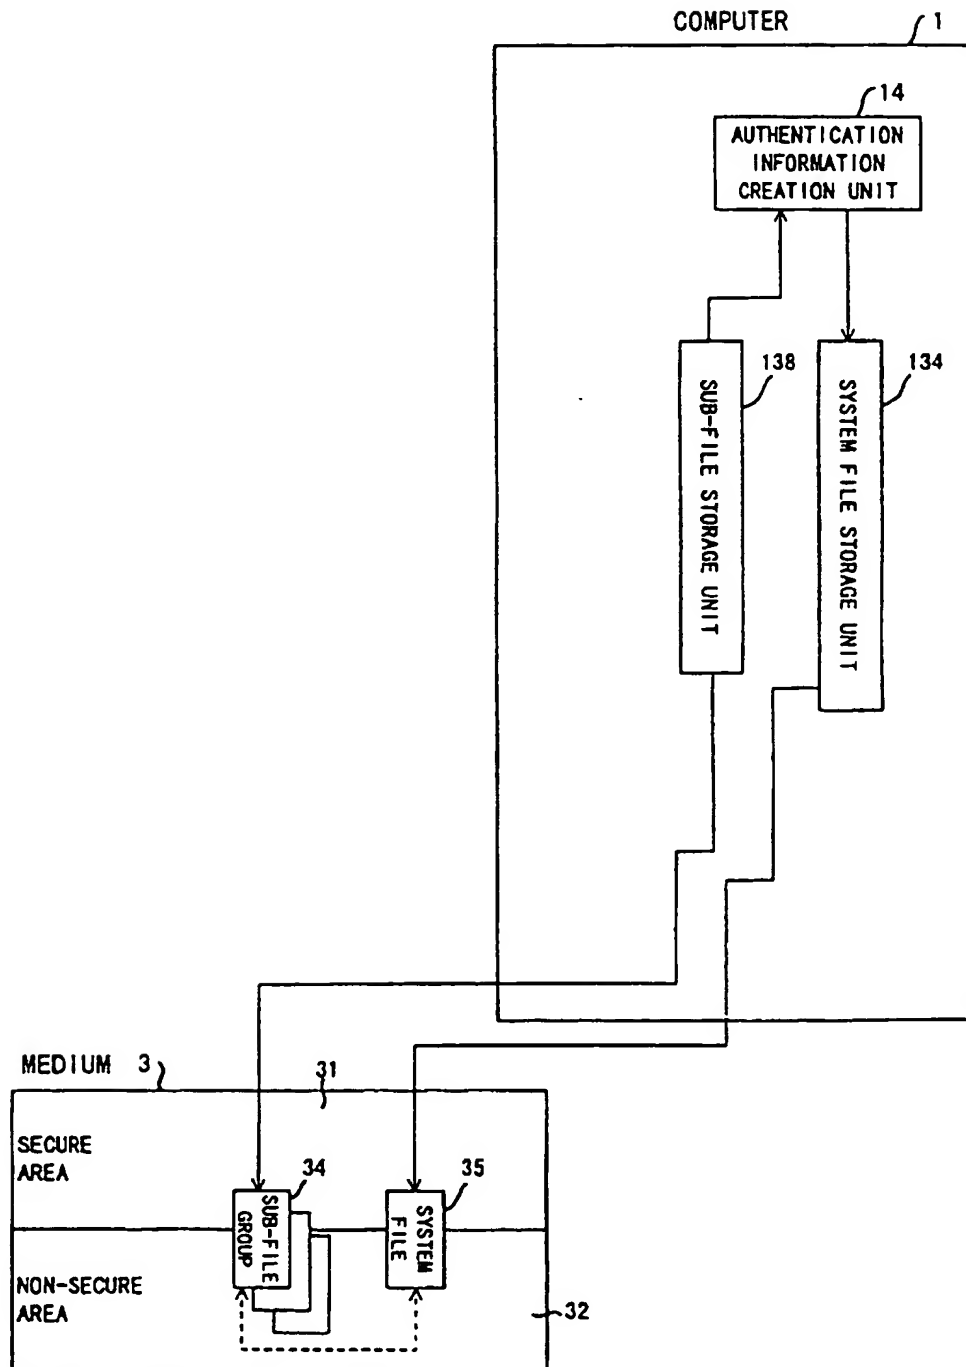 COMPUTER 1
14
AUTHENTICATION
INFORMATION
CREATION UNIT
138
SUB-FILE STORAGE UNIT
134
SYSTEM FILE STORAGE UNIT
MEDIUM 3
31
SECURE
AREA
34
SUB-FILE
GROUP
35
SYSTEM
FILE
NON-SECURE
AREA
32